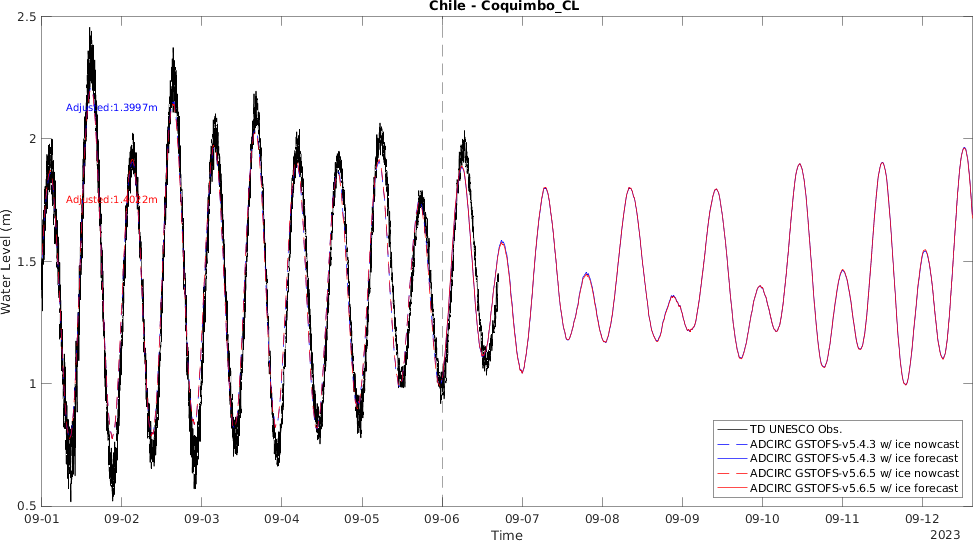 Chile - Coquimbo_CL
2.5
2
1.5
1
0.5
Water Level (m)
Adjusted:1.3997m
Adjusted:1.4022m
TD UNESCO Obs.
ADCIRC GSTOFS-v5.4.3 w/ ice nowcast
ADCIRC GSTOFS-v5.4.3 w/ ice forecast
ADCIRC GSTOFS-v5.6.5 w/ ice nowcast
ADCIRC GSTOFS-v5.6.5 w/ ice forecast
09-01 09-02 09-03 09-04 09-05 09-06 09-07 09-08 09-09 09-10 09-11 09-12
Time
2023